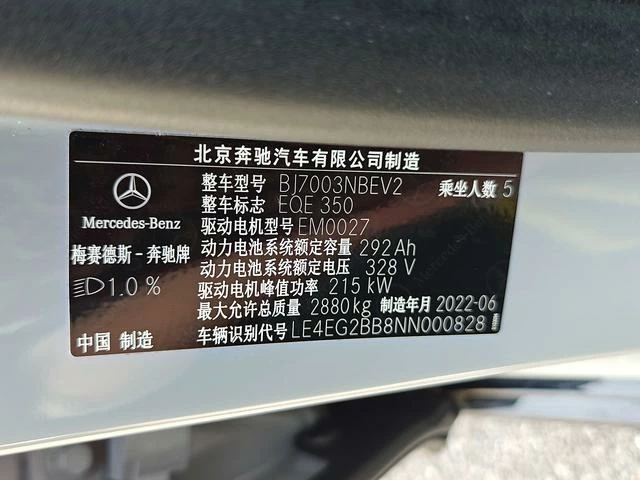 北京奔驰汽车有限公司制造
整车型号 BJ7003NBEV2 乘坐人数 5
整车标志 EQE 350
驱动电机型号 EM0027
动力电池系统额定容量 292Ah
动力电池系统额定电压 328 V
驱动电机峰值功率 215 kW
最大允许总质量 2880kg 制造年月 2022-06
车辆识别代号 LE4EG2BB8NN000828
Mercedes-Benz
梅赛德斯-奔驰牌
1.0 %
中国 制造